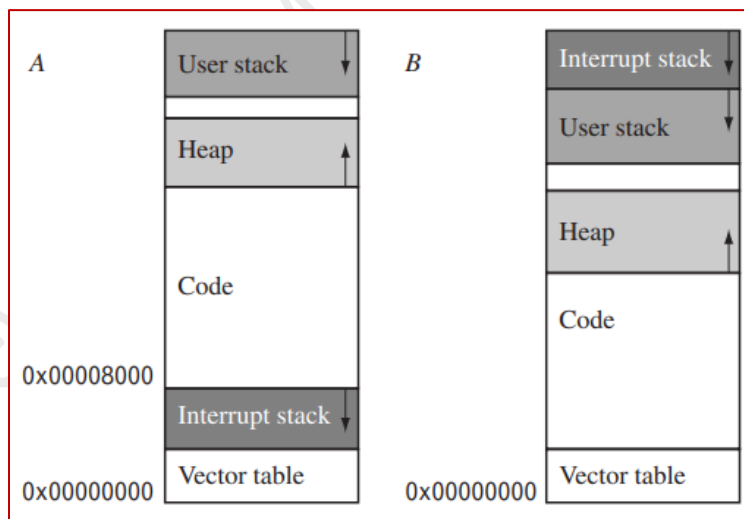 A
User stack
Heap
Code
0x00008000
Interrupt stack
Vector table
0x00000000
B
Interrupt stack
User stack
Heap
Code
Vector table
0x00000000